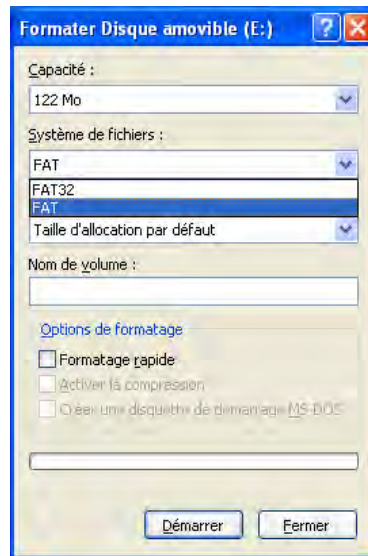 Formater Disque amovible (E:)
Capacité :
122 Mo
Système de fichiers :
FAT
FAT32
FAT
Taille d'allocation par défaut
Nom de volume :
Options de formatage
Formatage rapide
Activer la compression
Créer une disquette de démarrage MS-DOS
Démarrer
Fermer